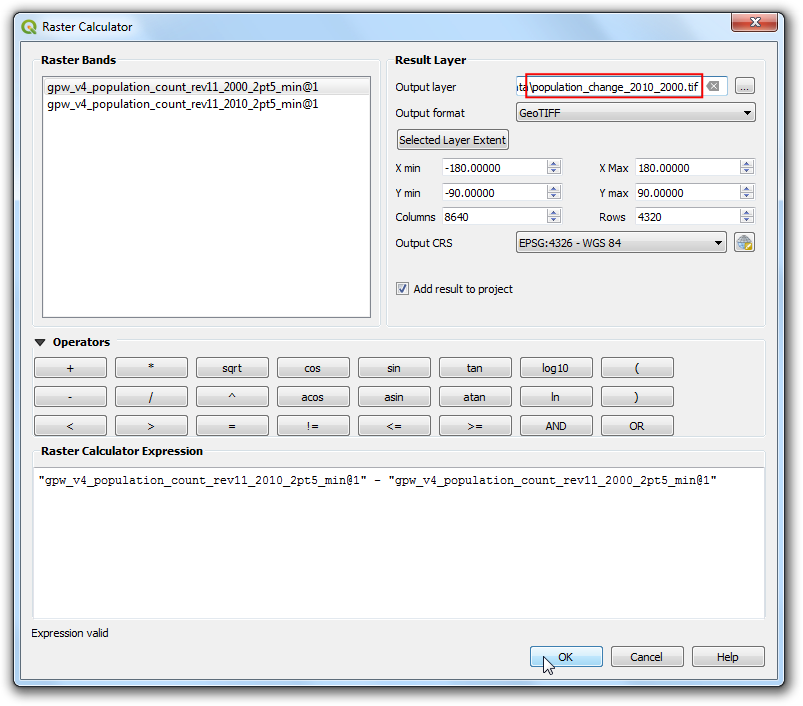 Raster Calculator
Raster Bands
gpw_v4_population_count_rev11_2000_2pt5_min@1
gpw_v4_population_count_rev11_2010_2pt5_min@1
Result Layer
Output layer ata\population_change_2010_2000.tif ...
Output format GeoTIFF
Selected Layer Extent
X min -180.00000 X Max 180.00000
Y min -90.00000 Y max 90.00000
Columns 8640 Rows 4320
Output CRS EPSG:4326 - WGS 84
Add result to project
Operators
+ * sqrt cos sin tan log10 (
- / ^ acos asin atan ln )
< > = != <= >= AND OR
Raster Calculator Expression
"gpw_v4_population_count_rev11_2010_2pt5_min@1" - "gpw_v4_population_count_rev11_2000_2pt5_min@1"
Expression valid
OK Cancel Help